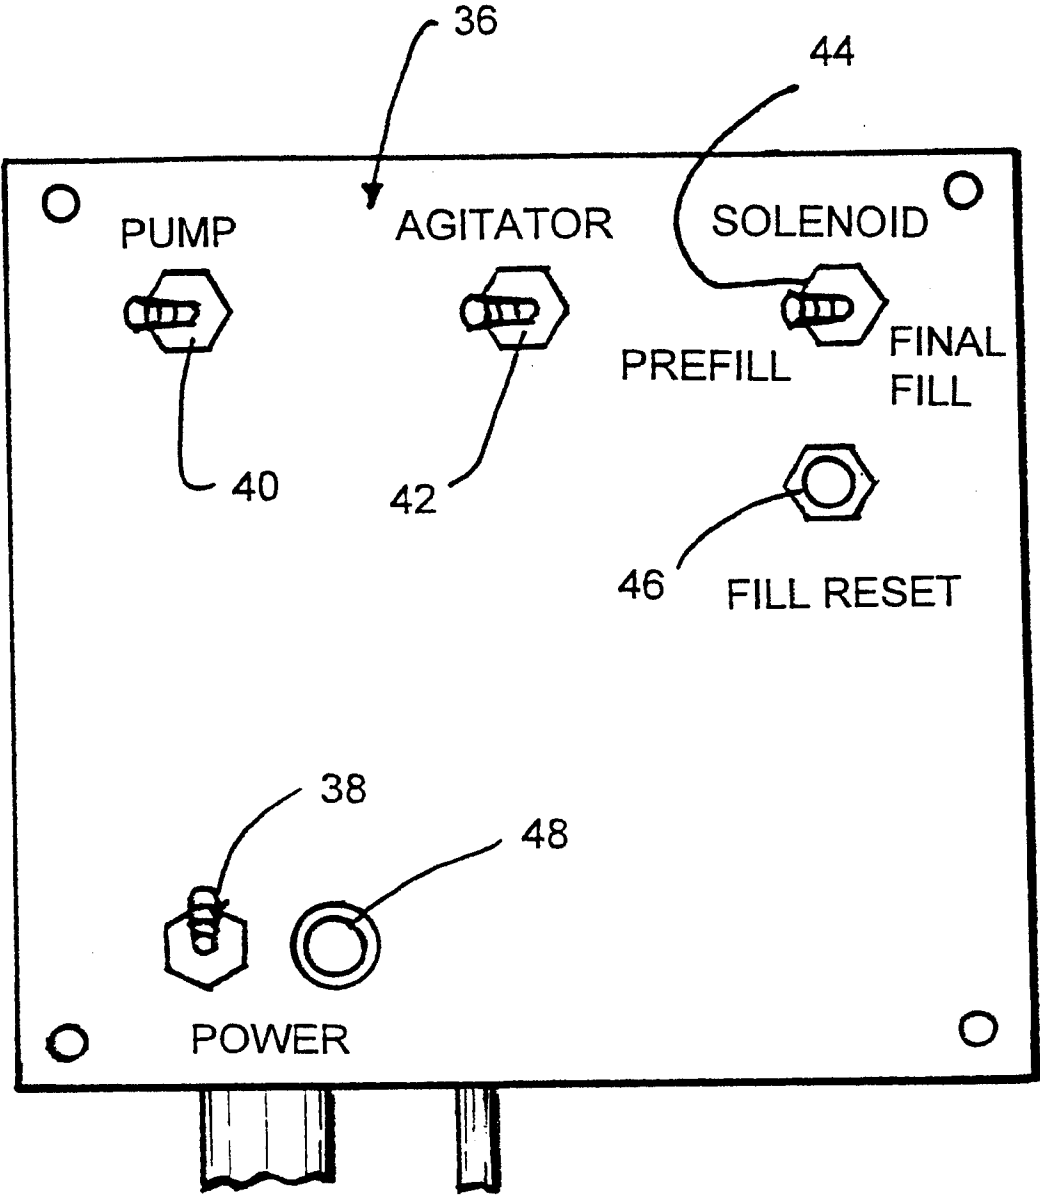 36
44
PUMP
AGITATOR
SOLENOID
PREFILL
FINAL
FILL
40
42
46
FILL RESET
38
48
POWER